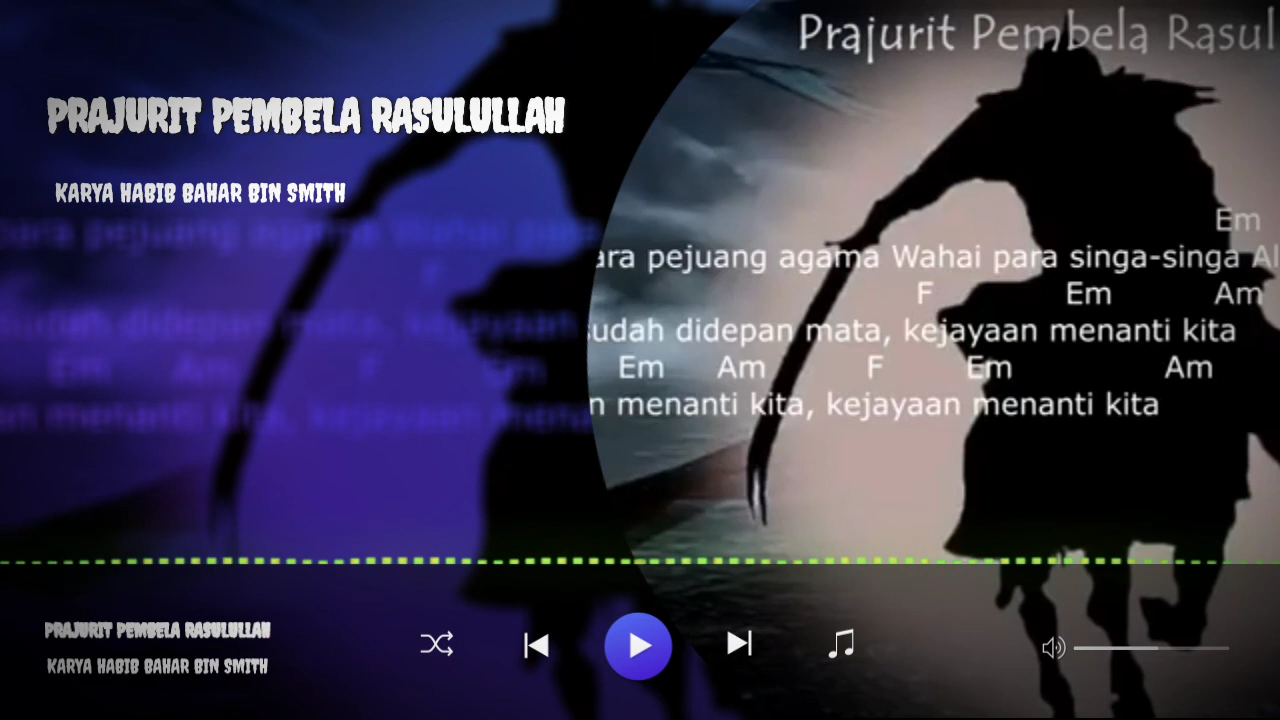 Prajurit Pembela Rasul
PRAJURIT PEMBELA RASULULLAH
KARYA HABIB BAHAR BIN SMITH
Em
ara pejuang agama Wahai para singa-singa Al
F Em Am
sudah didepan mata, kejayaan menanti kita
Em Am F Em Am
n menanti kita, kejayaan menanti kita
PRAJURIT PEMBELA RASULULLAH
KARYA HABIB BAHAR BIN SMITH